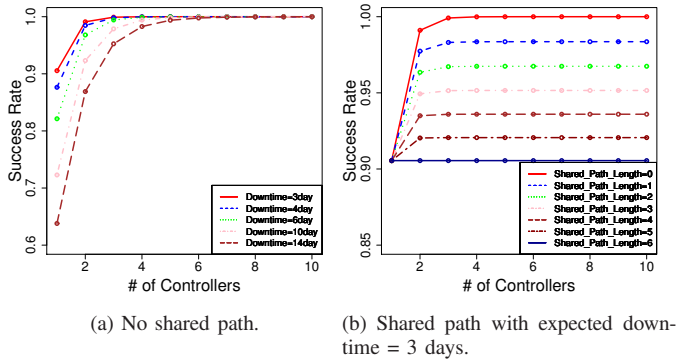 Success Rate
1.0
0.9
0.8
0.7
0.6
Downtime=3day
Downtime=4day
Downtime=6day
Downtime=10day
Downtime=14day
2
4
6
8
10
# of Controllers
(a) No shared path.
Success Rate
1.00
0.95
0.90
0.85
Shared_Path_Length=0
Shared_Path_Length=1
Shared_Path_Length=2
Shared_Path_Length=3
Shared_Path_Length=4
Shared_Path_Length=5
Shared_Path_Length=6
2
4
6
8
10
# of Controllers
(b) Shared path with expected down-
time = 3 days.